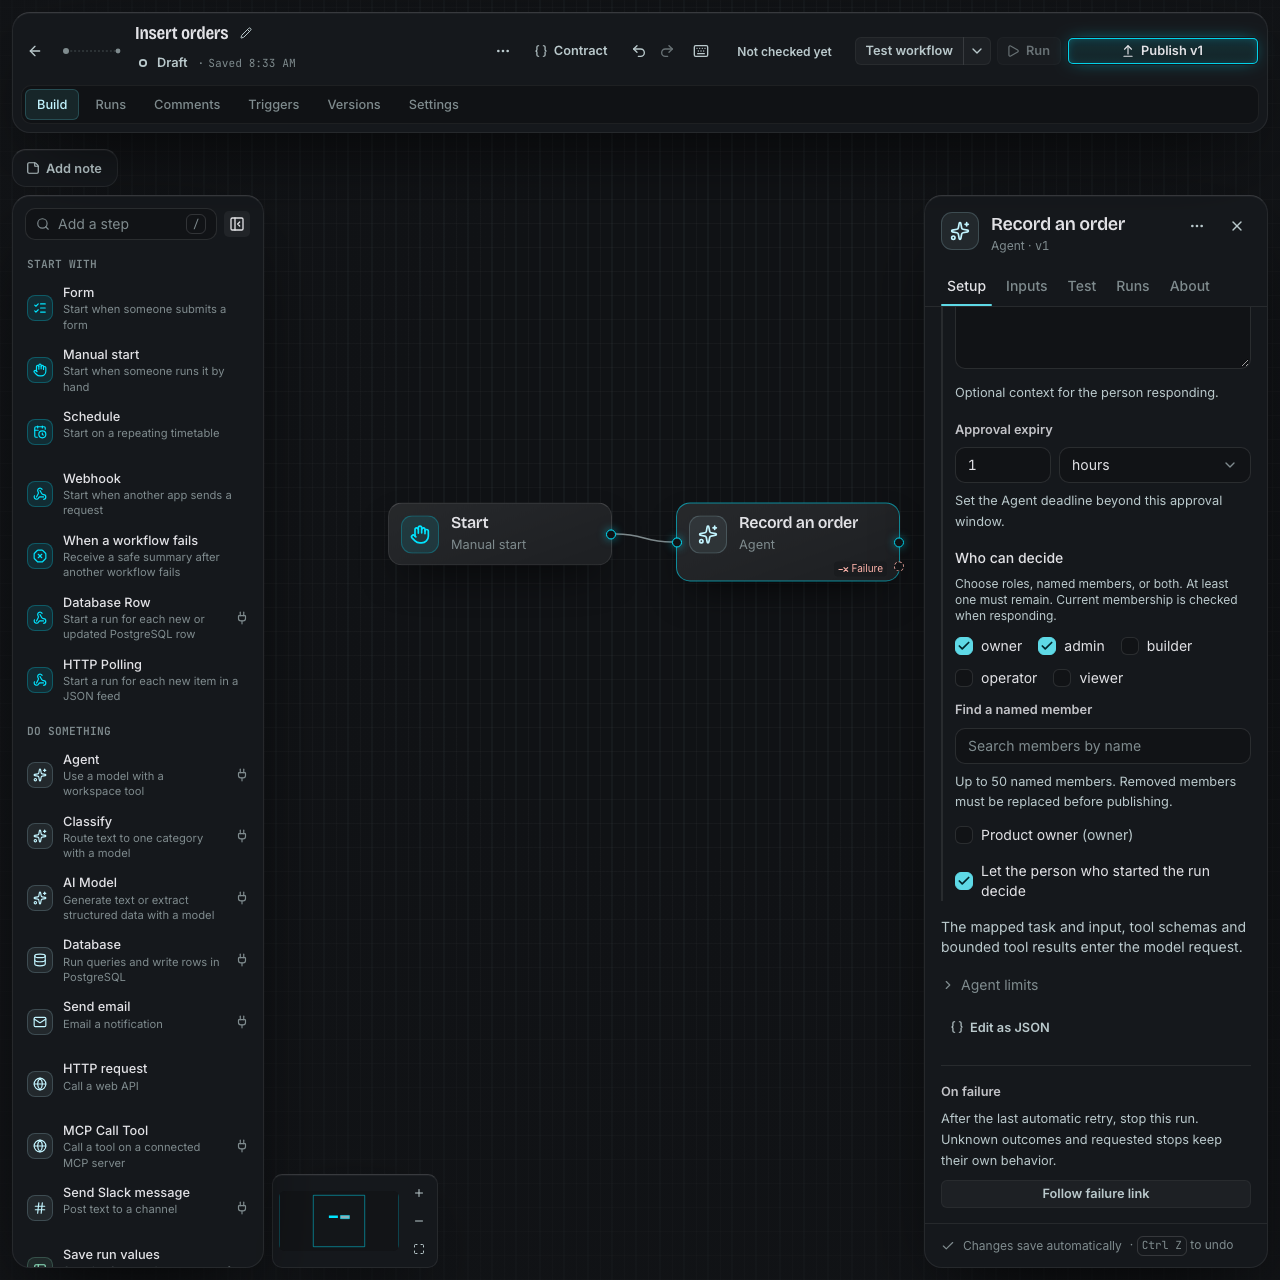 Insert orders
Draft · Saved 8:33 AM
Contract
Not checked yet
Test workflow
Run
Publish v1
Build
Runs
Comments
Triggers
Versions
Settings
Add note
Add a step
/
START WITH
Form
Start when someone submits a
form
Manual start
Start when someone runs it by
hand
Schedule
Start on a repeating timetable
Webhook
Start when another app sends a
request
When a workflow fails
Receive a safe summary after
another workflow fails
Database Row
Start a run for each new or
updated PostgreSQL row
HTTP Polling
Start a run for each new item in a
JSON feed
DO SOMETHING
Agent
Use a model with a
workspace tool
Classify
Route text to one category
with a model
AI Model
Generate text or extract
structured data with a model
Database
Run queries and write rows in
PostgreSQL
Send email
Email a notification
HTTP request
Call a web API
MCP Call Tool
Call a tool on a connected
MCP server
Send Slack message
Post text to a channel
Save run values
Start
Manual start
Record an order
Agent
Failure
Record an order
Agent · v1
Setup
Inputs
Test
Runs
About
Optional context for the person responding.
Approval expiry
1
hours
Set the Agent deadline beyond this approval
window.
Who can decide
Choose roles, named members, or both. At least
one must remain. Current membership is checked
when responding.
owner
admin
builder
operator
viewer
Find a named member
Search members by name
Up to 50 named members. Removed members
must be replaced before publishing.
Product owner (owner)
Let the person who started the run
decide
The mapped task and input, tool schemas and
bounded tool results enter the model request.
Agent limits
Edit as JSON
On failure
After the last automatic retry, stop this run.
Unknown outcomes and requested stops keep
their own behavior.
Follow failure link
Changes save automatically · Ctrl Z to undo